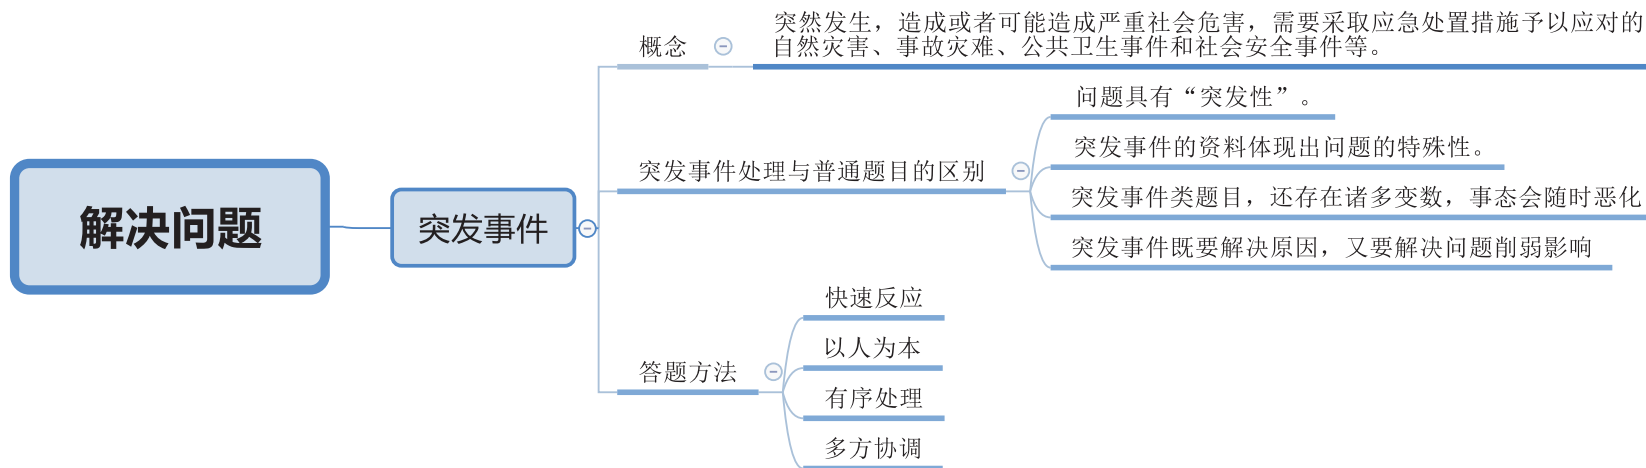 解决问题
突发事件
概念
突然发生，造成或者可能造成严重社会危害，需要采取应急处置措施予以应对的
自然灾害、事故灾难、公共卫生事件和社会安全事件等。
突发事件处理与普通题目的区别
问题具有“突发性”。
突发事件的资料体现出问题的特殊性。
突发事件类题目，还存在诸多变数，事态会随时恶化
突发事件既要解决原因，又要解决问题削弱影响
答题方法
快速反应
以人为本
有序处理
多方协调